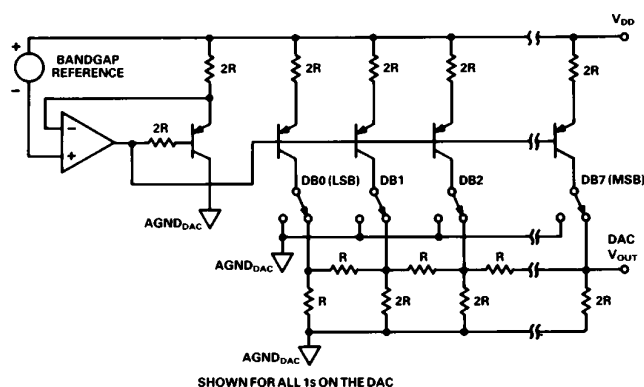 V_DD
+
BANDGAP
REFERENCE
–
2R
2R
2R
2R
2R
2R
–
+
DB0 (LSB)
DB1
DB2
DB7 (MSB)
AGND_DAC
AGND_DAC
DAC
V_OUT
R
R
R
R
2R
2R
2R
AGND_DAC
SHOWN FOR ALL 1s ON THE DAC